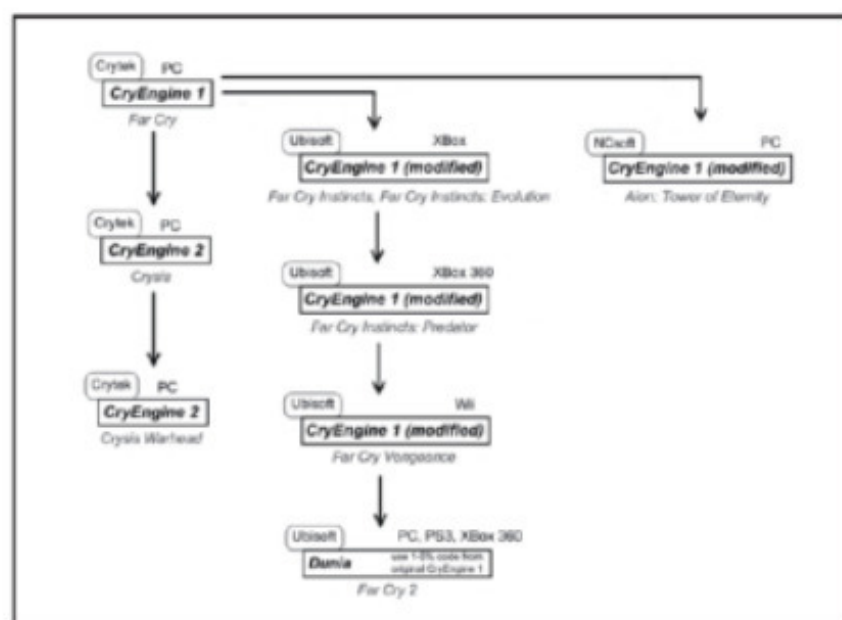 Crytek PC
CryEngine 1
Far Cry
Ubisoft XBox
CryEngine 1 (modified)
Far Cry Instincts, Far Cry Instincts: Evolution
NCsoft PC
CryEngine 1 (modified)
Aion: Tower of Eternity
Crytek PC
CryEngine 2
Crysis
Ubisoft XBox 360
CryEngine 1 (modified)
Far Cry Instincts: Predator
Crytek PC
CryEngine 2
Crysis Warhead
Ubisoft Wii
CryEngine 1 (modified)
Far Cry Vengeance
Ubisoft PC, PS3, XBox 360
Dunia
use code from
original CryEngine 1
Far Cry 2